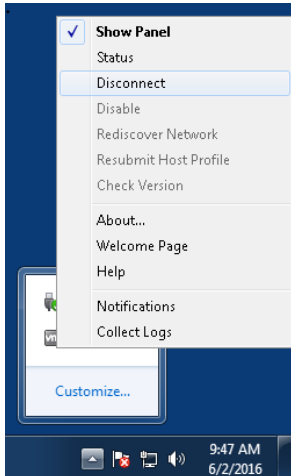 Show Panel
Status
Disconnect
Disable
Rediscover Network
Resubmit Host Profile
Check Version
About...
Welcome Page
Help
Notifications
Collect Logs
Customize...
9:47 AM
6/2/2016